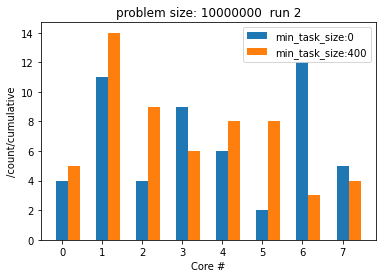 problem size: 10000000  run 2
min_task_size:0
min_task_size:400
14
12
10
8
6
4
2
0
/count/cumulative
0 1 2 3 4 5 6 7
Core #